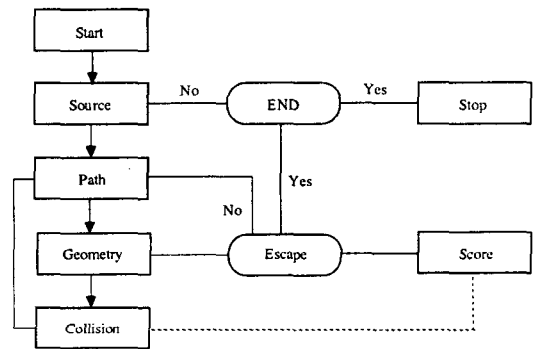 Start
Source
No
END
Yes
Stop
Path
Yes
No
Geometry
Escape
Score
Collision